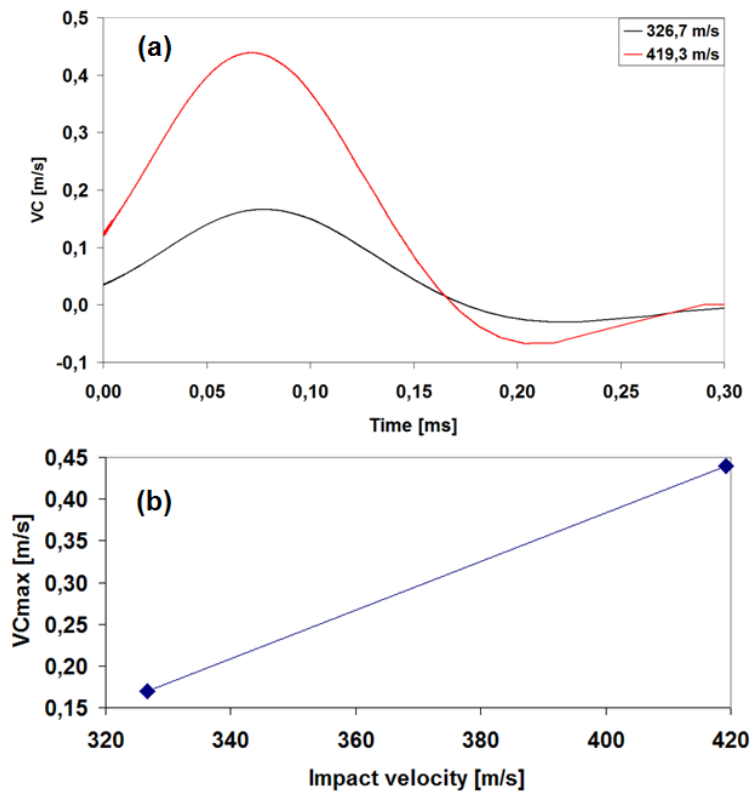 (a)
0,5
0,4
0,3
0,2
0,1
0,0
-0,1
VC [m/s]
326,7 m/s
419,3 m/s
0,00 0,05 0,10 0,15 0,20 0,25 0,30
Time [ms]
(b)
0,45
0,40
0,35
0,30
0,25
0,20
0,15
VCmax [m/s]
320 340 360 380 400 420
Impact velocity [m/s]